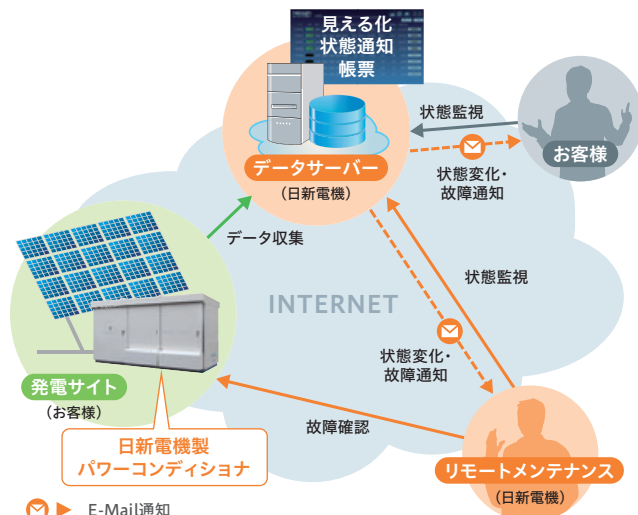 見える化
状態通知
帳票
状態監視
お客様
データサーバー
(日新電機)
状態変化・
故障通知
データ収集
状態監視
INTERNET
状態変化・
故障通知
発電サイト
(お客様)
故障確認
日新電機製
パワーコンディショナ
リモートメンテナンス
(日新電機)
E-Mail通知